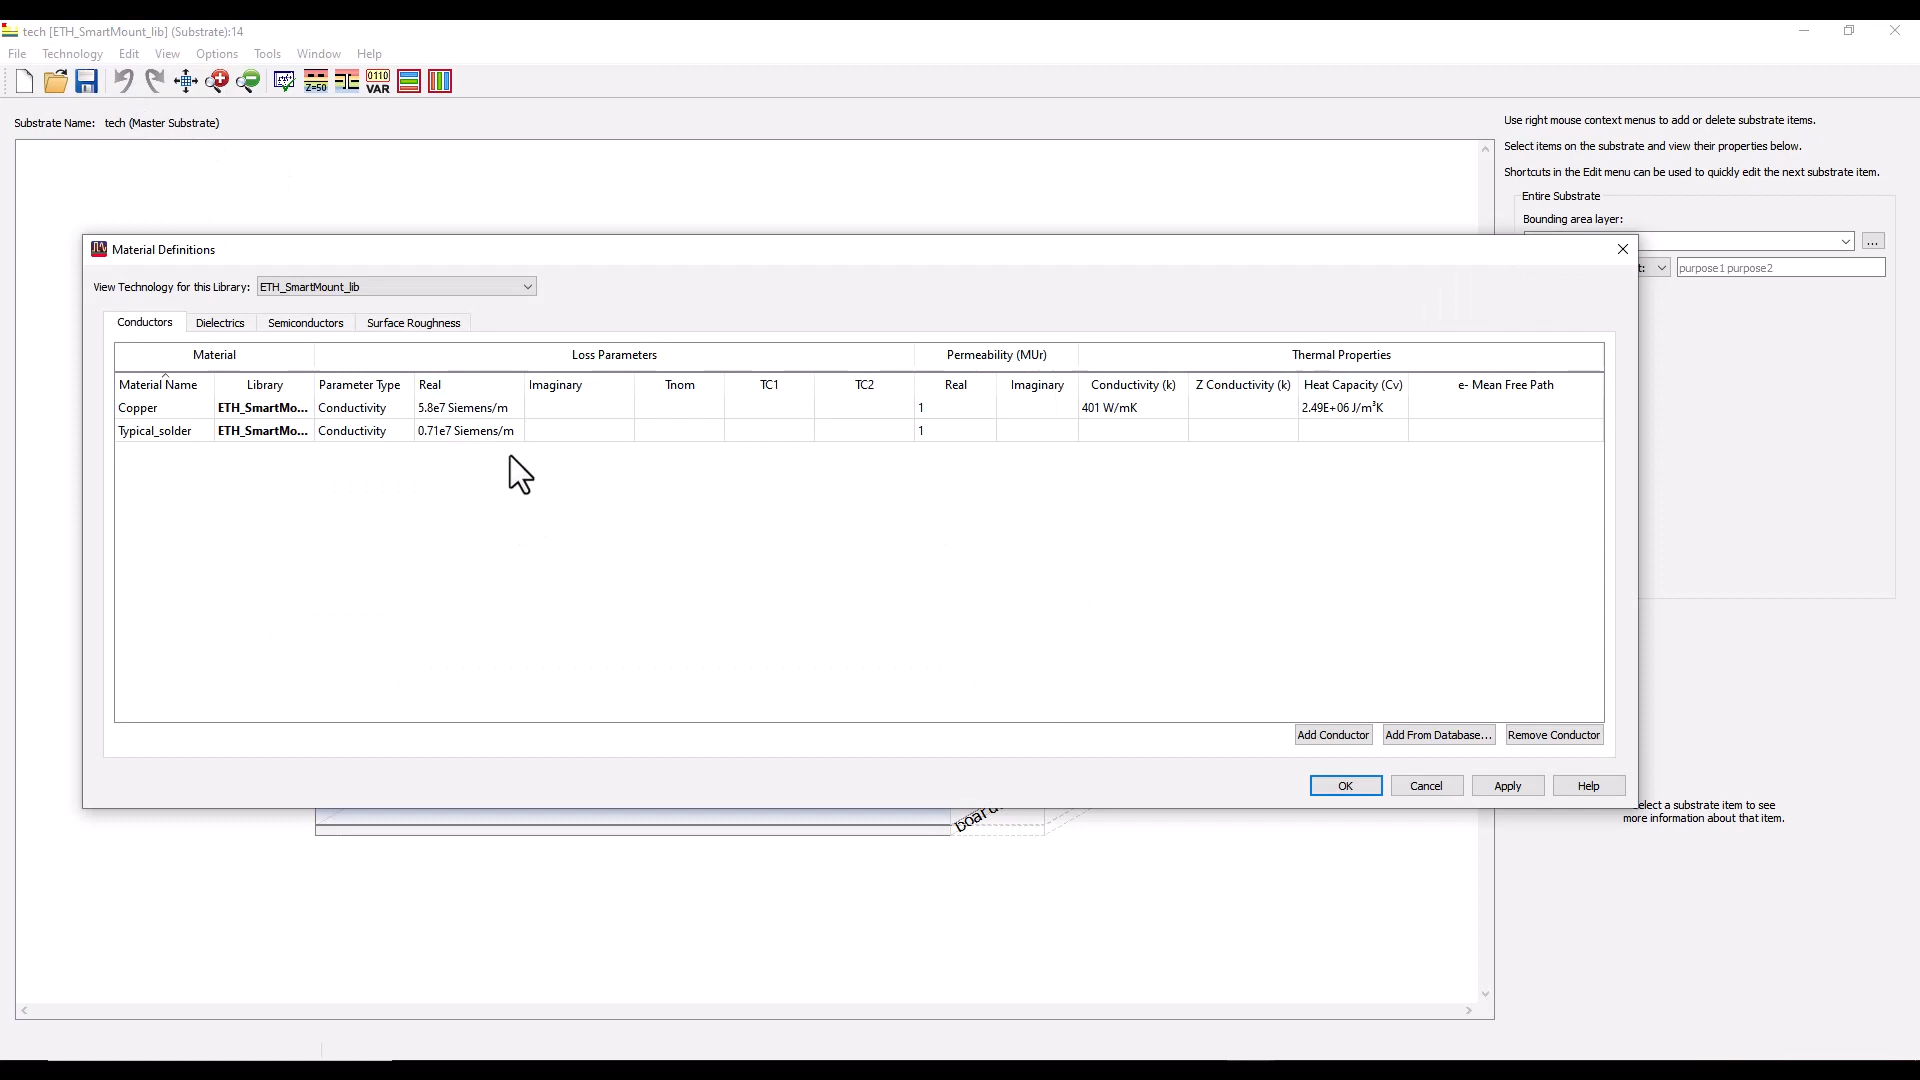 tech [ETH_SmartMount_lib] (Substrate):14
File Technology Edit View Options Tools Window Help
Z=50 0110 VAR
Substrate Name: tech (Master Substrate)
Use right mouse context menus to add or delete substrate items.
Select items on the substrate and view their properties below.
Shortcuts in the Edit menu can be used to quickly edit the next substrate item.
Entire Substrate
Bounding area layer:
...
t: purpose1 purpose2
Material Definitions
View Technology for this Library: ETH_SmartMount_lib
Conductors Dielectrics Semiconductors Surface Roughness
Material Loss Parameters Permeability (MUr) Thermal Properties
Material Name Library Parameter Type Real Imaginary Tnom TC1 TC2 Real Imaginary Conductivity (k) Z Conductivity (k) Heat Capacity (Cv) e- Mean Free Path
Copper ETH_SmartMo... Conductivity 5.8e7 Siemens/m 1 401 W/mK 2.49E+06 J/m³K
Typical_solder ETH_SmartMo... Conductivity 0.71e7 Siemens/m 1
Add Conductor Add From Database... Remove Conductor
OK Cancel Apply Help
elect a substrate item to see
more information about that item.